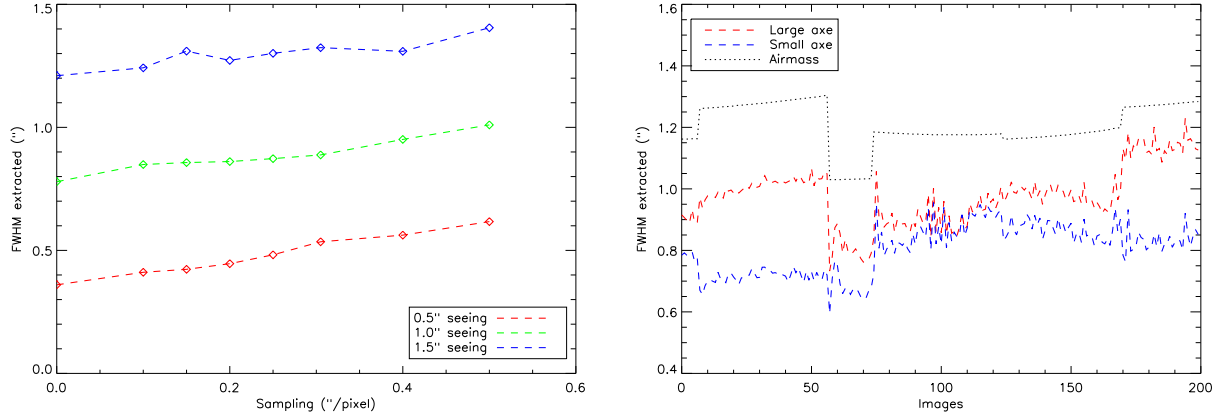 1.5
1.0
0.5
0.0
FWHM extracted (")
0.5" seeing
1.0" seeing
1.5" seeing
0.0 0.2 0.4 0.6
Sampling ("/pixel)
1.6
1.4
1.2
1.0
0.8
0.6
0.4
FWHM extracted (")
Large axe
Small axe
Airmass
0 50 100 150 200
Images